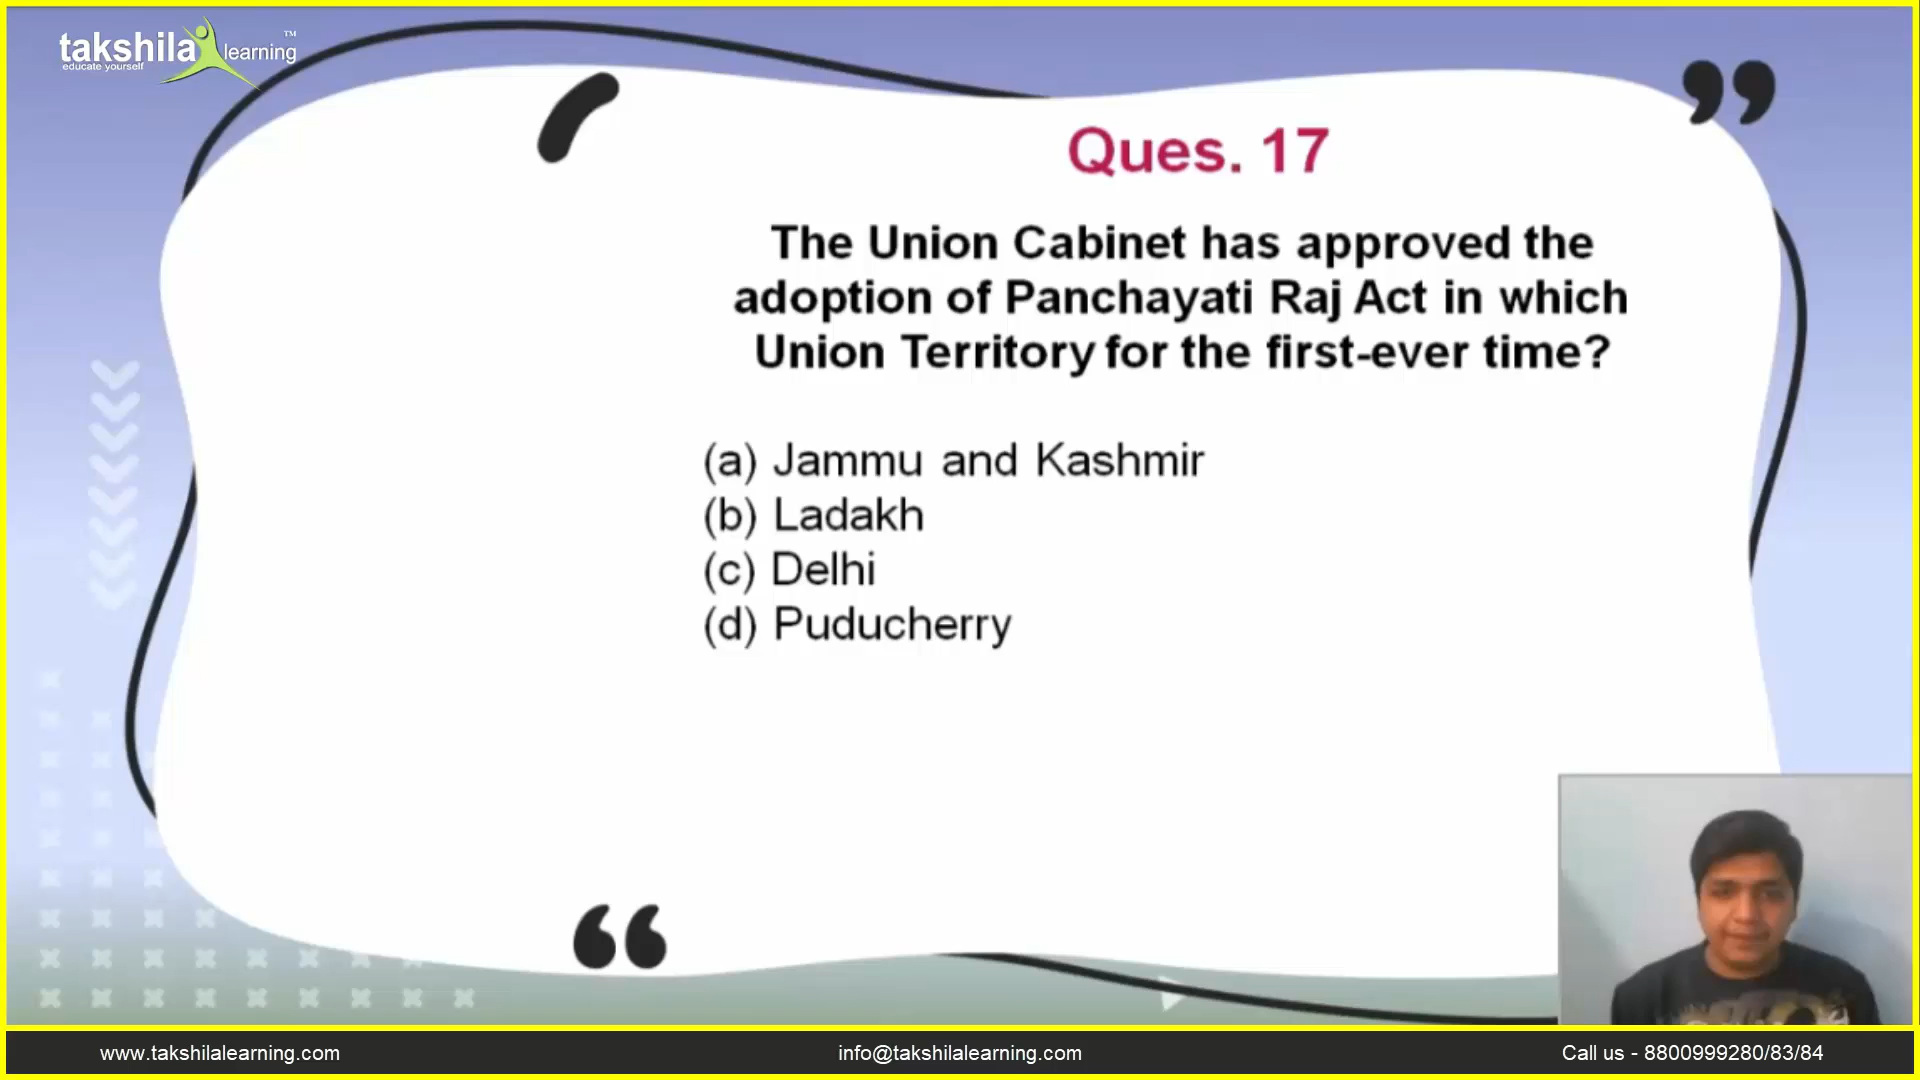 takshila learning ™
educate yourself
Ques. 17
The Union Cabinet has approved the
adoption of Panchayati Raj Act in which
Union Territory for the first-ever time?
(a) Jammu and Kashmir
(b) Ladakh
(c) Delhi
(d) Puducherry
www.takshilalearning.com
info@takshilalearning.com
Call us - 8800999280/83/84